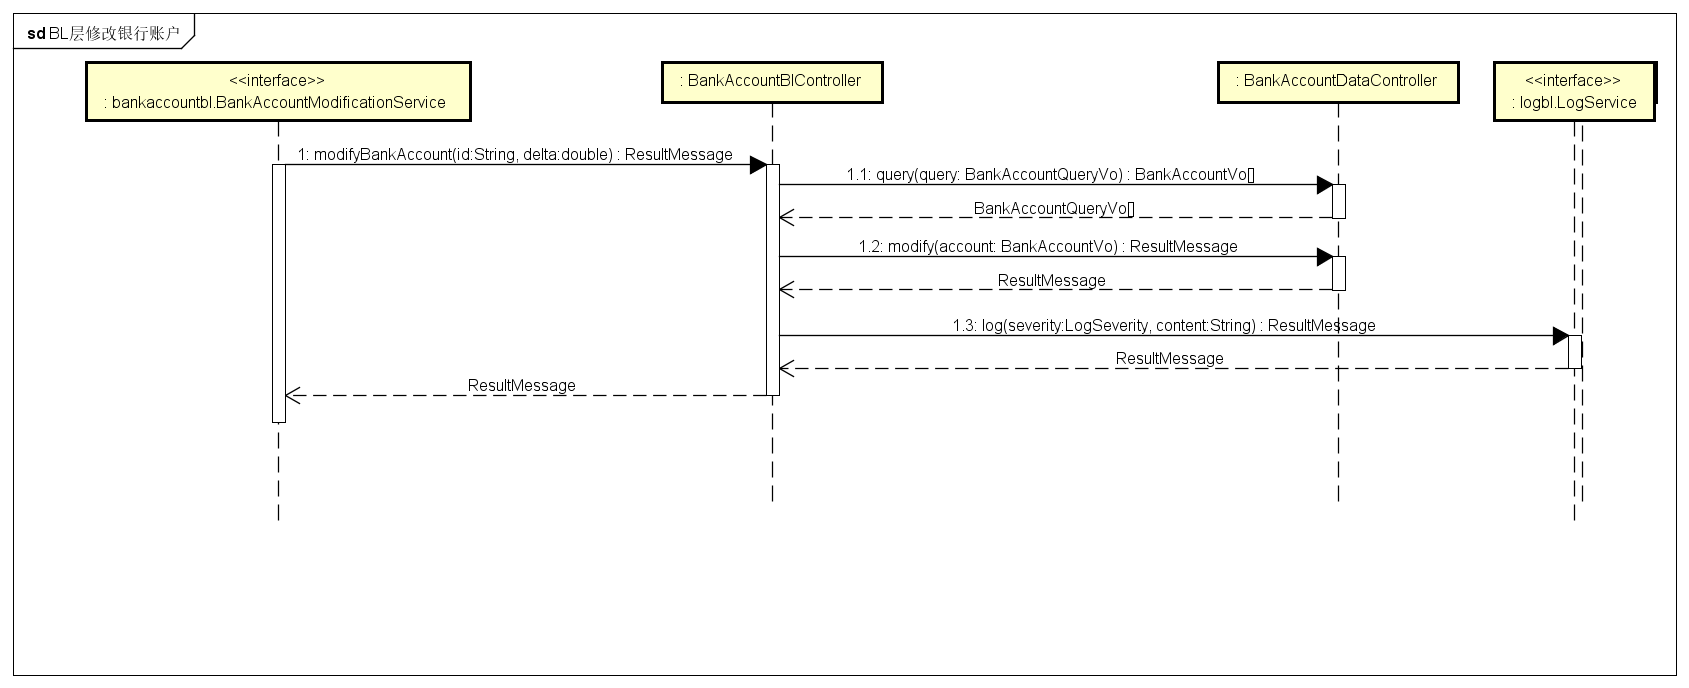 sd BL层修改银行账户
<<interface>>
: bankaccountbl.BankAccountModificationService
: BankAccountBlController
: BankAccountDataController
<<interface>>
: logbl.LogService
1: modifyBankAccount(id:String, delta:double) : ResultMessage
1.1: query(query: BankAccountQueryVo) : BankAccountVo[]
BankAccountQueryVo[]
1.2: modify(account: BankAccountVo) : ResultMessage
ResultMessage
1.3: log(severity:LogSeverity, content:String) : ResultMessage
ResultMessage
ResultMessage